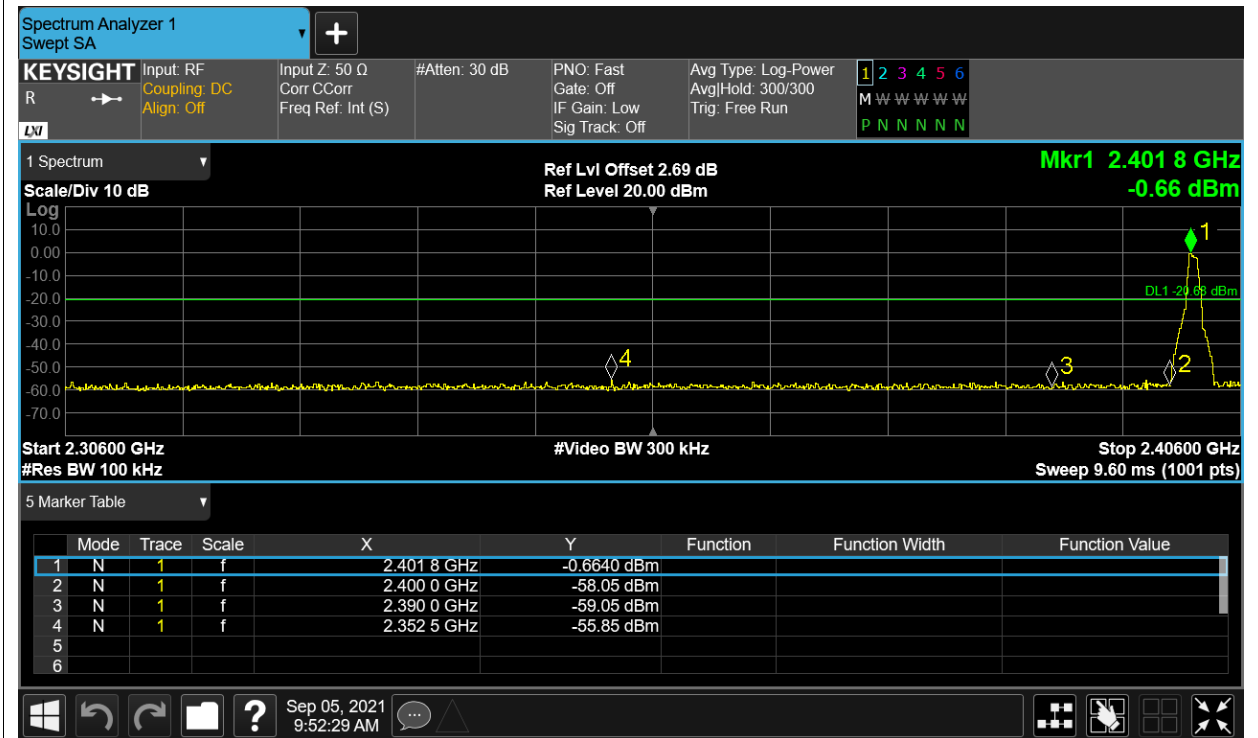 Spectrum Analyzer 1
Swept SA
+
KEYSIGHT
R
LXI
Input: RF
Coupling: DC
Align: Off
Input Z: 50 Ω
Corr CCorr
Freq Ref: Int (S)
#Atten: 30 dB
PNO: Fast
Gate: Off
IF Gain: Low
Sig Track: Off
Avg Type: Log-Power
Avg|Hold: 300/300
Trig: Free Run
1 2 3 4 5 6
M W W W W W
P N N N N N
1 Spectrum
Scale/Div 10 dB
Ref Lvl Offset 2.69 dB
Ref Level 20.00 dBm
Mkr1 2.401 8 GHz
-0.66 dBm
Log
10.0
0.00
-10.0
-20.0
-30.0
-40.0
-50.0
-60.0
-70.0
1
DL1 -20.68 dBm
4
3
2
Start 2.30600 GHz
#Res BW 100 kHz
#Video BW 300 kHz
Stop 2.40600 GHz
Sweep 9.60 ms (1001 pts)
5 Marker Table
Mode Trace Scale X Y Function Function Width Function Value
1 N 1 f 2.401 8 GHz -0.6640 dBm
2 N 1 f 2.400 0 GHz -58.05 dBm
3 N 1 f 2.390 0 GHz -59.05 dBm
4 N 1 f 2.352 5 GHz -55.85 dBm
5
6
?
Sep 05, 2021
9:52:29 AM